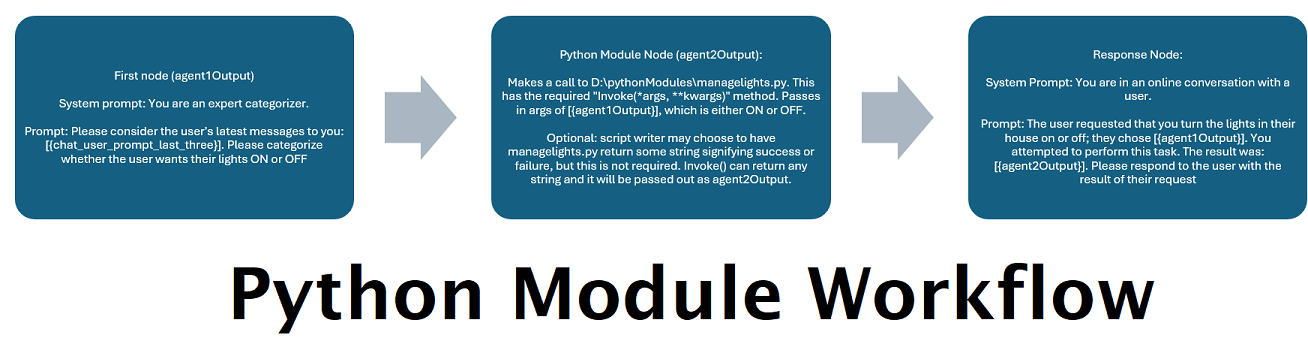 First node (agent1Output)
System prompt: You are an expert categorizer.
Prompt: Please consider the user's latest messages to you:
[{chat_user_prompt_last_three}]. Please categorize
whether the user wants their lights ON or OFF
Python Module Node (agent2Output):
Makes a call to D:\pythonModules\managelights.py. This
has the required "Invoke(*args, **kwargs)" method. Passes
in args of [{agent1Output}], which is either ON or OFF.
Optional: script writer may choose to have
managelights.py return some string signifying success or
failure, but this is not required. Invoke() can return any
string and it will be passed out as agent2Output.
Response Node:
System Prompt: You are in an online conversation with a
user.
Prompt: The user requested that you turn the lights in their
house on or off; they chose [{agent1Output}]. You
attempted to perform this task. The result was:
[{agent2Output}]. Please respond to the user with the
result of their request
Python Module Workflow